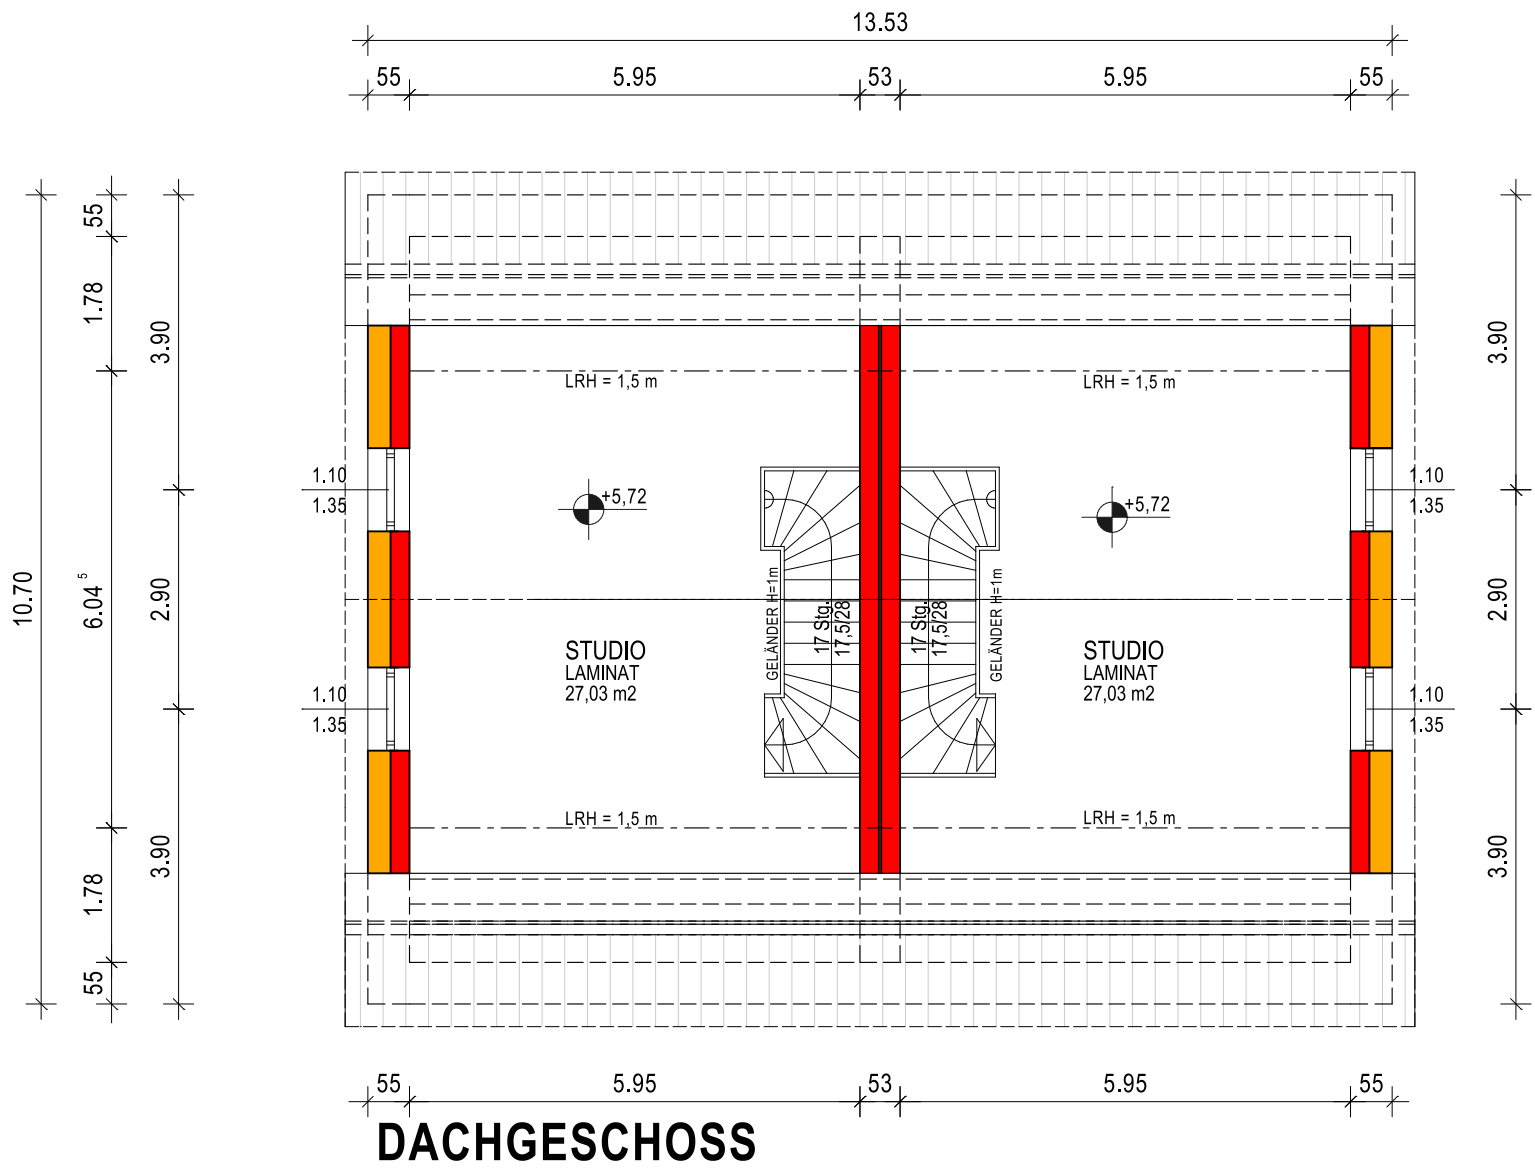 13.53
55 5.95 53 5.95 55
55
1.78
3.90
3.90
LRH = 1,5 m
LRH = 1,5 m
1.10
1.35
+5,72
+5,72
1.10
1.35
10.70
6.04 5
2.90
GELÄNDER H=1m
17 Stg.
17,5/28
17 Stg.
17,5/28
GELÄNDER H=1m
2.90
STUDIO
LAMINAT
27,03 m2
STUDIO
LAMINAT
27,03 m2
1.10
1.35
1.10
1.35
LRH = 1,5 m
LRH = 1,5 m
1.78
3.90
3.90
55
55 5.95 53 5.95 55
DACHGESCHOSS